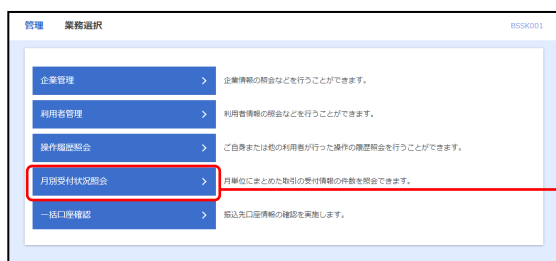 管理 業務選択 BSSK001
企業管理 企業情報の照会などを行うことができます。
利用者管理 利用者情報の照会などを行うことができます。
操作履歴照会 ご自身または他の利用者が行った操作の履歴照会を行うことができます。
月別受付状況照会 月単位にまとめた取引の受付情報の件数を照会できます。
一括口座確認 振込先口座情報の確認を実施します。